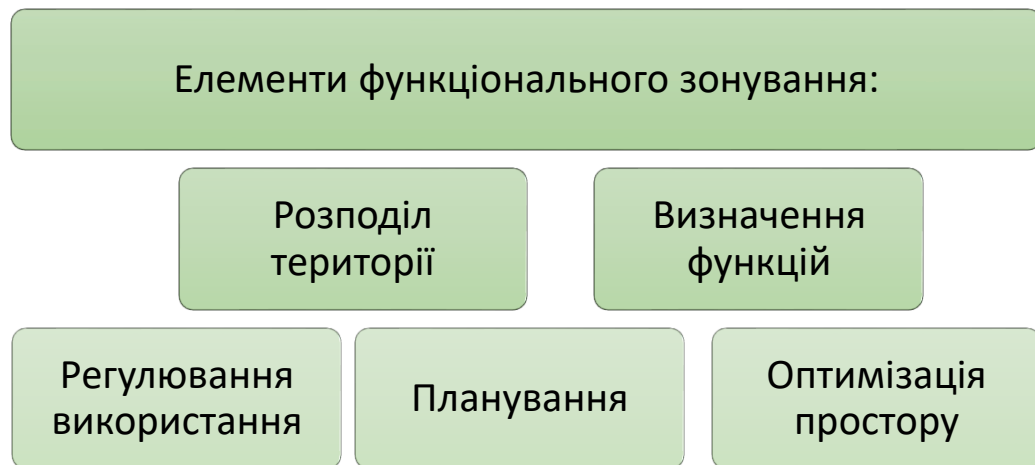 Елементи функціонального зонування:
Розподіл
території
Визначення
функцій
Регулювання
використання
Планування
Оптимізація
простору